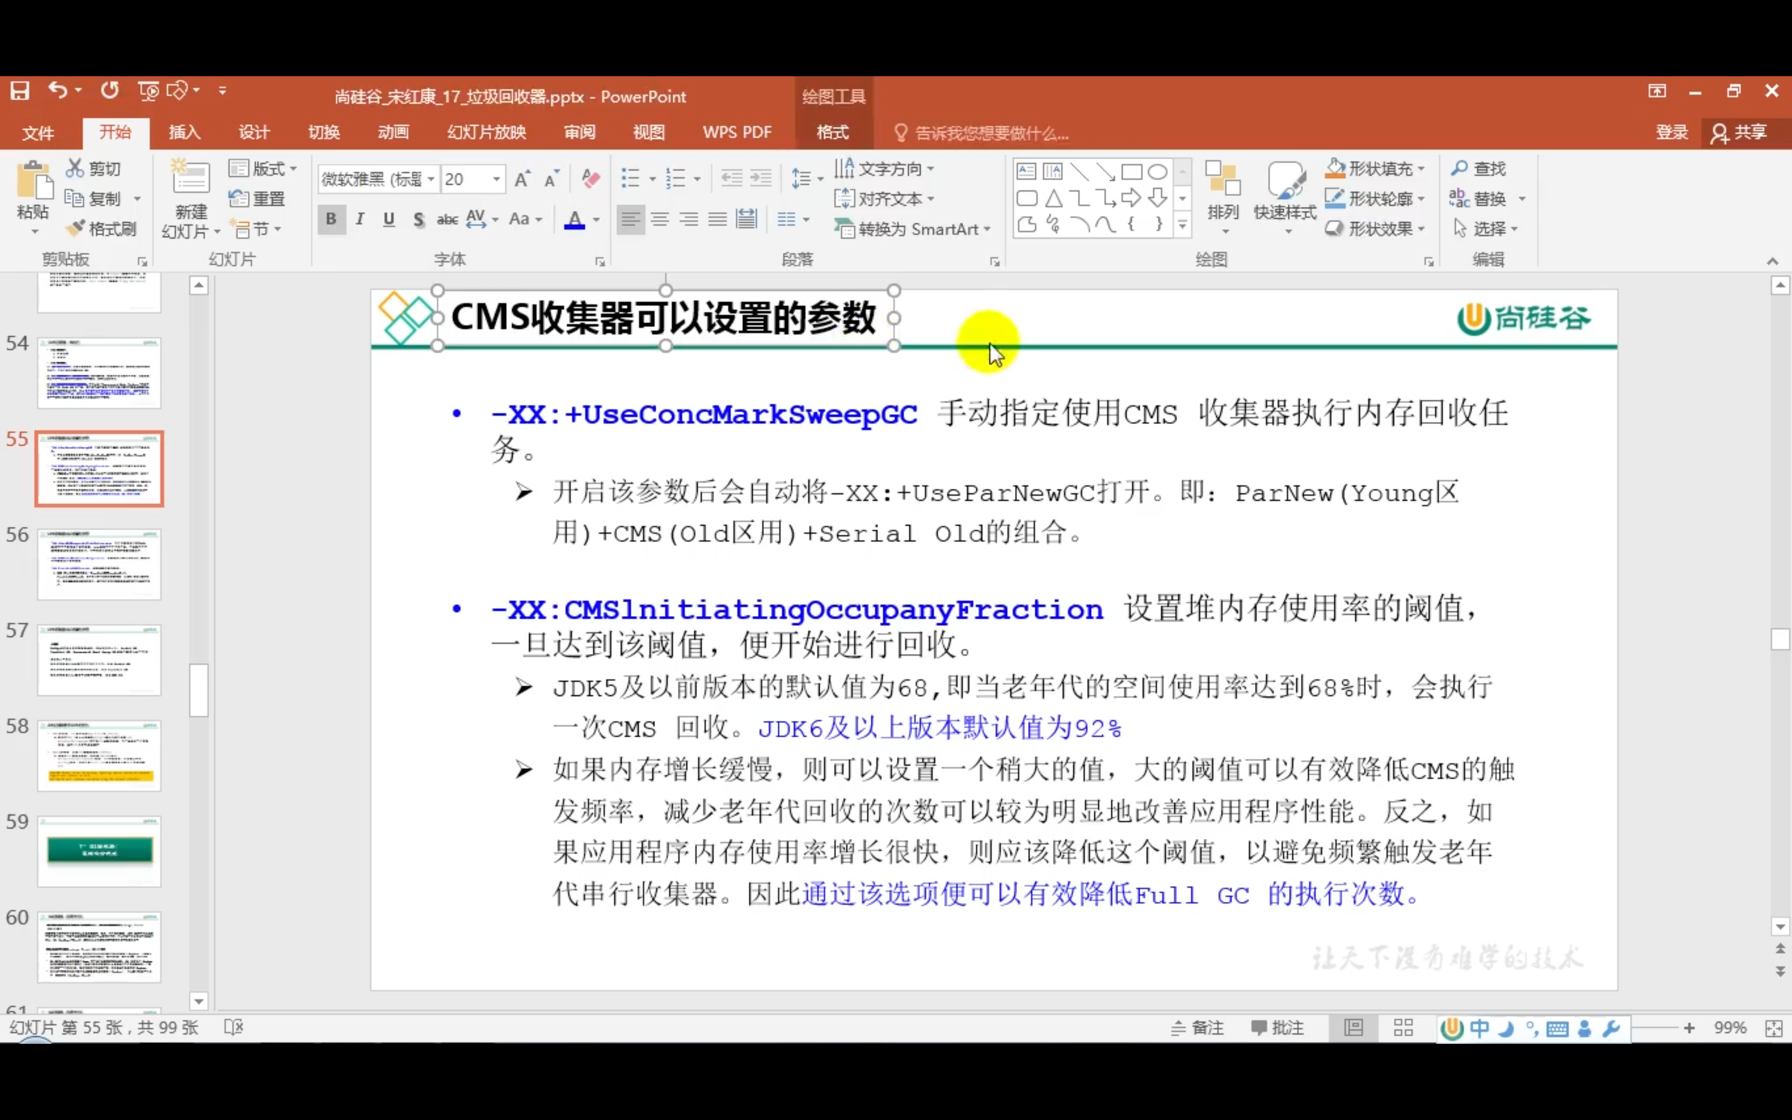 尚硅谷_宋红康_17_垃圾回收器.pptx - PowerPoint
绘图工具
文件 开始 插入 设计 切换 动画 幻灯片放映 审阅 视图 WPS PDF 格式 告诉我您想要做什么... 登录 共享
剪切 版式 微软雅黑 (标题 20 文字方向 形状填充 查找
复制 重置 对齐文本 形状轮廓 替换
粘贴 格式刷 新建 幻灯片 节 B I U S abc AV Aa A 转换为 SmartArt 排列 快速样式 形状效果 选择
剪贴板 幻灯片 字体 段落 绘图 编辑
54
55
56
57
58
59
60
61
CMS收集器可以设置的参数
尚硅谷
• -XX:+UseConcMarkSweepGC 手动指定使用CMS 收集器执行内存回收任
务。
➢ 开启该参数后会自动将-XX:+UseParNewGC打开。即: ParNew(Young区
用)+CMS(Old区用)+Serial Old的组合。
• -XX:CMSlnitiatingOccupanyFraction 设置堆内存使用率的阈值,
一旦达到该阈值, 便开始进行回收。
➢ JDK5及以前版本的默认值为68,即当老年代的空间使用率达到68%时, 会执行
一次CMS 回收。JDK6及以上版本默认值为92%
➢ 如果内存增长缓慢, 则可以设置一个稍大的值, 大的阈值可以有效降低CMS的触
发频率, 减少老年代回收的次数可以较为明显地改善应用程序性能。反之, 如
果应用程序内存使用率增长很快, 则应该降低这个阈值, 以避免频繁触发老年
代串行收集器。因此通过该选项便可以有效降低Full GC 的执行次数。
让天下没有难学的技术
幻灯片 第 55 张，共 99 张 备注 批注 中 99%